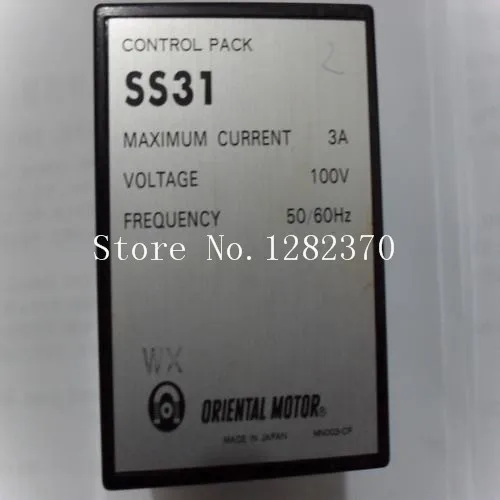 CONTROL PACK
2
SS31
MAXIMUM CURRENT 3A
VOLTAGE 100V
FREQUENCY 50/60Hz
Store No.1282370
WX
ORIENTAL MOTOR®
MADE IN JAPAN